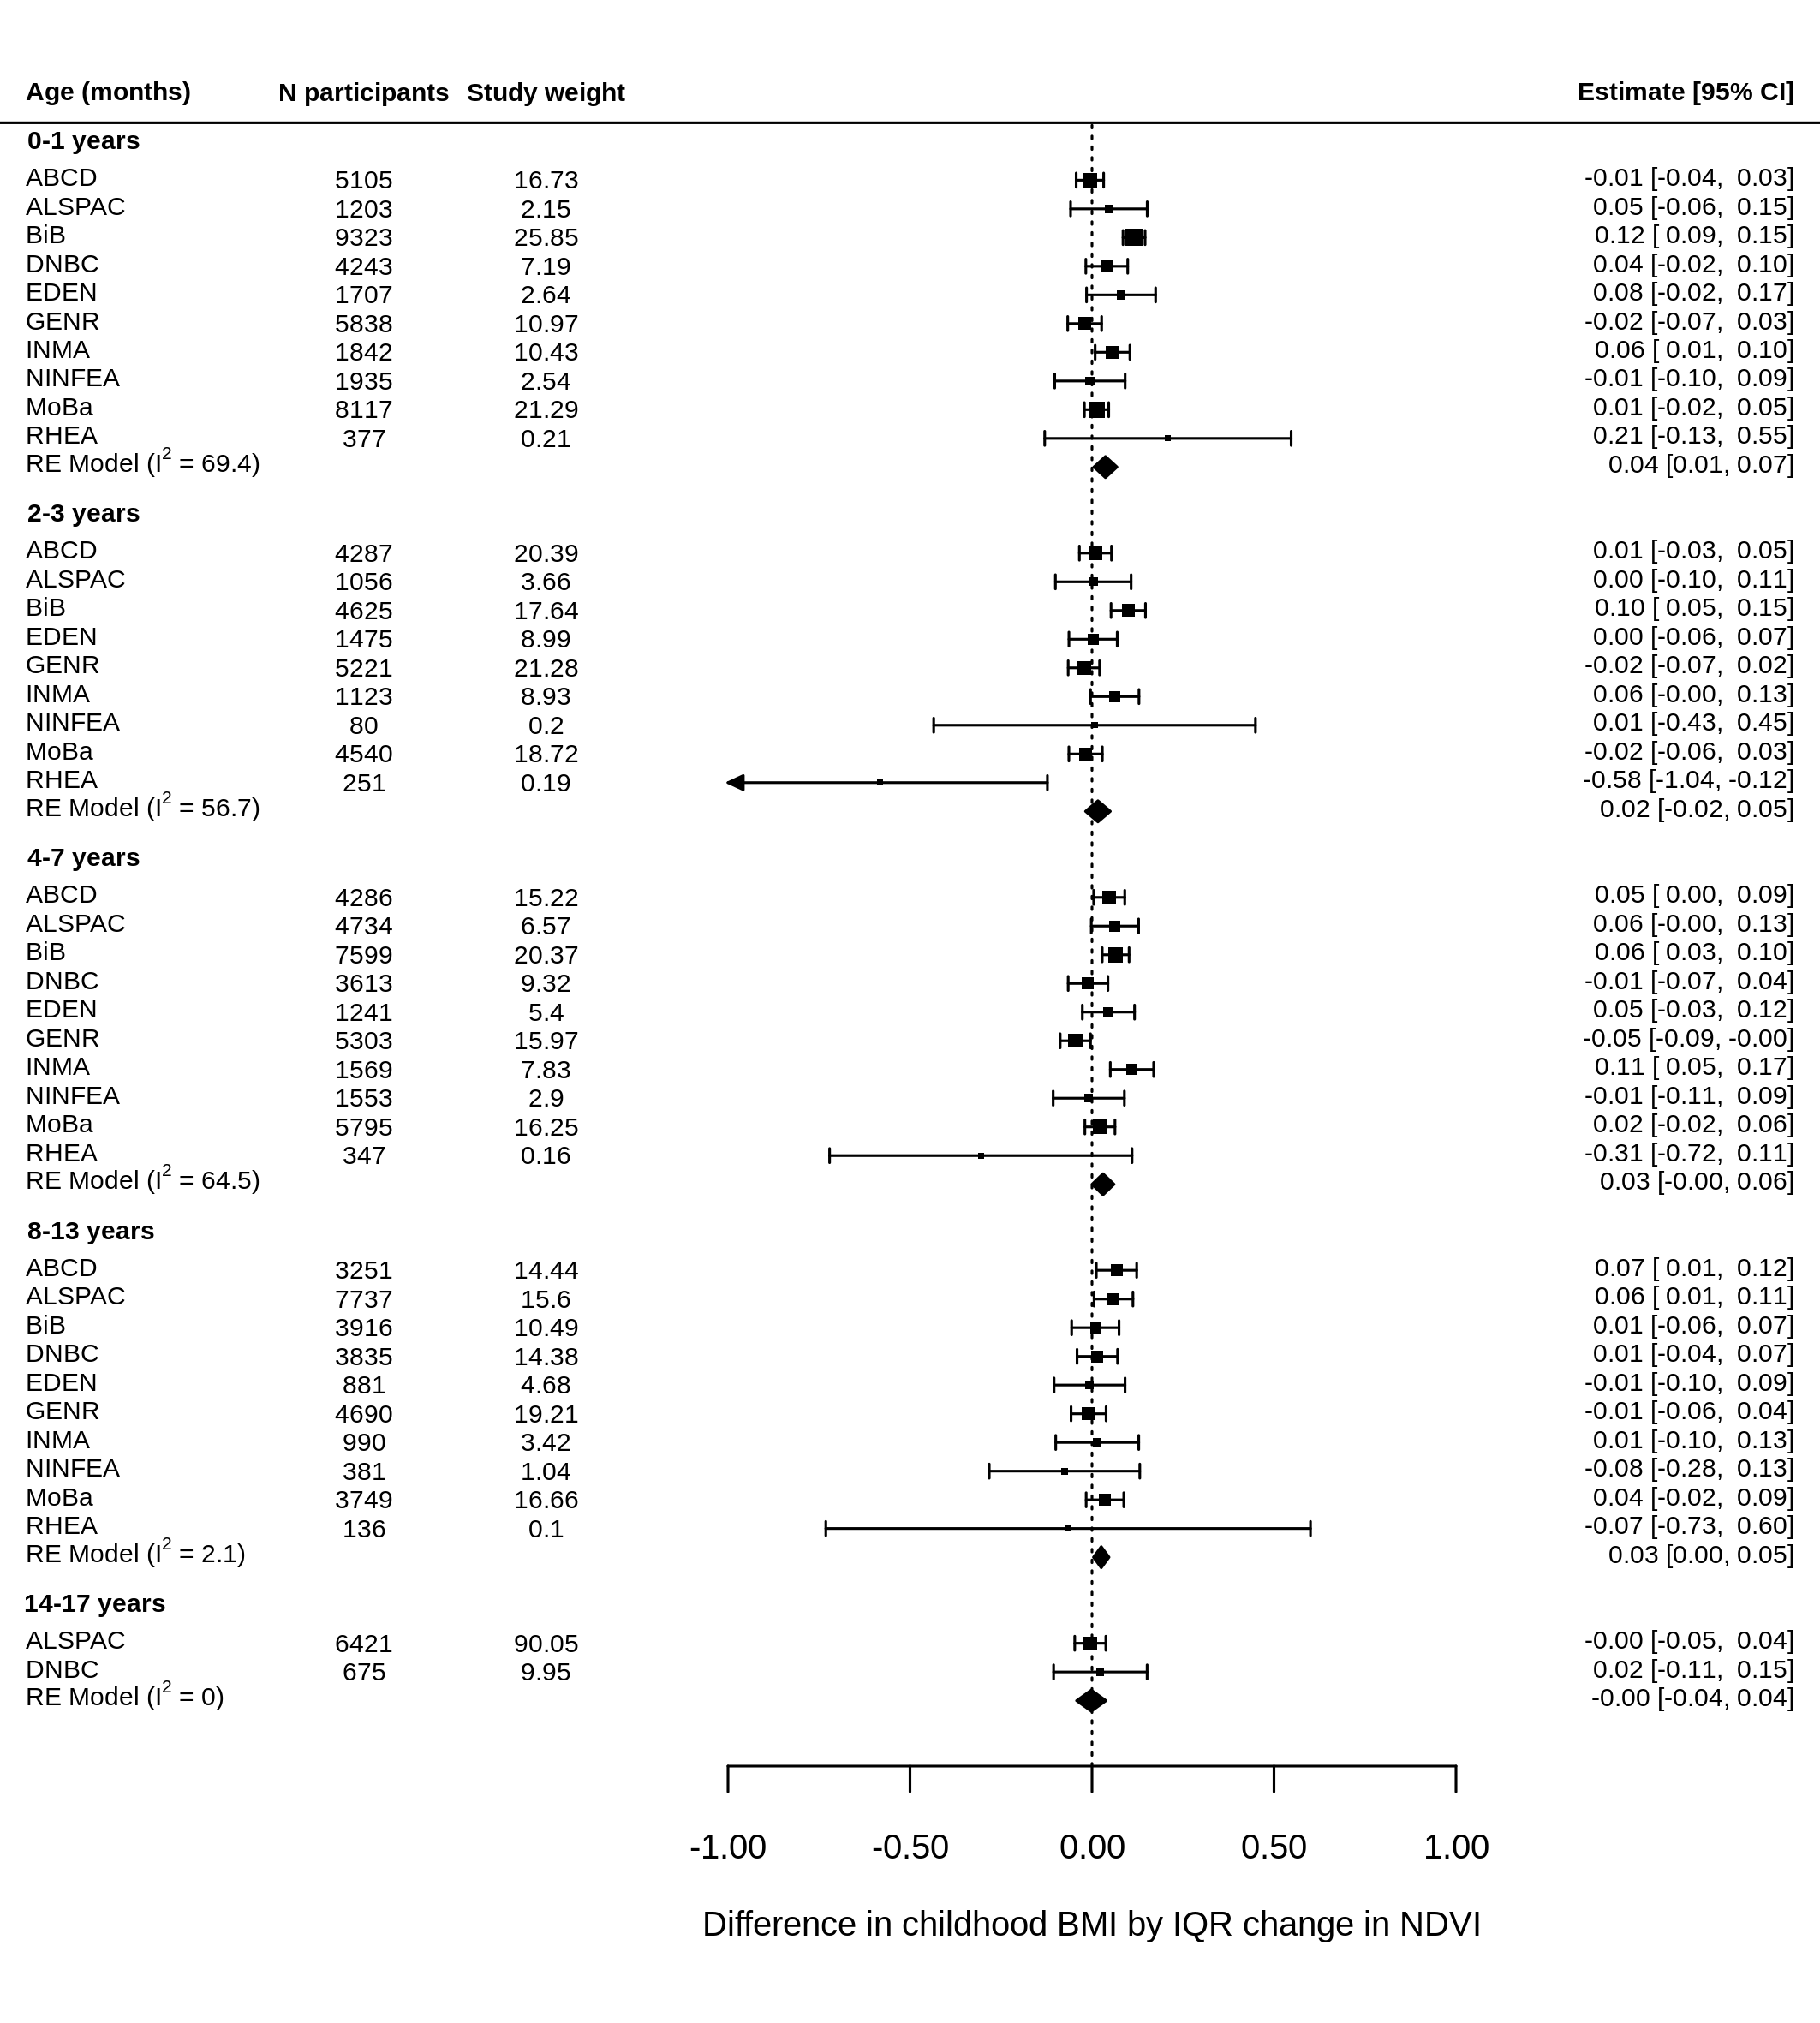 Age (months) N participants Study weight Estimate [95% CI]
0-1 years
ABCD 5105 16.73 -0.01 [-0.04, 0.03]
ALSPAC 1203 2.15 0.05 [-0.06, 0.15]
BiB 9323 25.85 0.12 [ 0.09, 0.15]
DNBC 4243 7.19 0.04 [-0.02, 0.10]
EDEN 1707 2.64 0.08 [-0.02, 0.17]
GENR 5838 10.97 -0.02 [-0.07, 0.03]
INMA 1842 10.43 0.06 [ 0.01, 0.10]
NINFEA 1935 2.54 -0.01 [-0.10, 0.09]
MoBa 8117 21.29 0.01 [-0.02, 0.05]
RHEA 377 0.21 0.21 [-0.13, 0.55]
RE Model (I² = 69.4) 0.04 [0.01, 0.07]
2-3 years
ABCD 4287 20.39 0.01 [-0.03, 0.05]
ALSPAC 1056 3.66 0.00 [-0.10, 0.11]
BiB 4625 17.64 0.10 [ 0.05, 0.15]
EDEN 1475 8.99 0.00 [-0.06, 0.07]
GENR 5221 21.28 -0.02 [-0.07, 0.02]
INMA 1123 8.93 0.06 [-0.00, 0.13]
NINFEA 80 0.2 0.01 [-0.43, 0.45]
MoBa 4540 18.72 -0.02 [-0.06, 0.03]
RHEA 251 0.19 -0.58 [-1.04, -0.12]
RE Model (I² = 56.7) 0.02 [-0.02, 0.05]
4-7 years
ABCD 4286 15.22 0.05 [ 0.00, 0.09]
ALSPAC 4734 6.57 0.06 [-0.00, 0.13]
BiB 7599 20.37 0.06 [ 0.03, 0.10]
DNBC 3613 9.32 -0.01 [-0.07, 0.04]
EDEN 1241 5.4 0.05 [-0.03, 0.12]
GENR 5303 15.97 -0.05 [-0.09, -0.00]
INMA 1569 7.83 0.11 [ 0.05, 0.17]
NINFEA 1553 2.9 -0.01 [-0.11, 0.09]
MoBa 5795 16.25 0.02 [-0.02, 0.06]
RHEA 347 0.16 -0.31 [-0.72, 0.11]
RE Model (I² = 64.5) 0.03 [-0.00, 0.06]
8-13 years
ABCD 3251 14.44 0.07 [ 0.01, 0.12]
ALSPAC 7737 15.6 0.06 [ 0.01, 0.11]
BiB 3916 10.49 0.01 [-0.06, 0.07]
DNBC 3835 14.38 0.01 [-0.04, 0.07]
EDEN 881 4.68 -0.01 [-0.10, 0.09]
GENR 4690 19.21 -0.01 [-0.06, 0.04]
INMA 990 3.42 0.01 [-0.10, 0.13]
NINFEA 381 1.04 -0.08 [-0.28, 0.13]
MoBa 3749 16.66 0.04 [-0.02, 0.09]
RHEA 136 0.1 -0.07 [-0.73, 0.60]
RE Model (I² = 2.1) 0.03 [0.00, 0.05]
14-17 years
ALSPAC 6421 90.05 -0.00 [-0.05, 0.04]
DNBC 675 9.95 0.02 [-0.11, 0.15]
RE Model (I² = 0) -0.00 [-0.04, 0.04]
-1.00 -0.50 0.00 0.50 1.00
Difference in childhood BMI by IQR change in NDVI